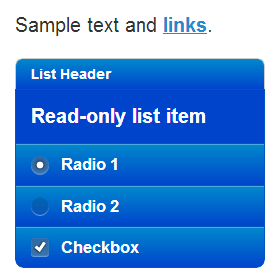 Sample text and links.
List Header
Read-only list item
Radio 1
Radio 2
Checkbox